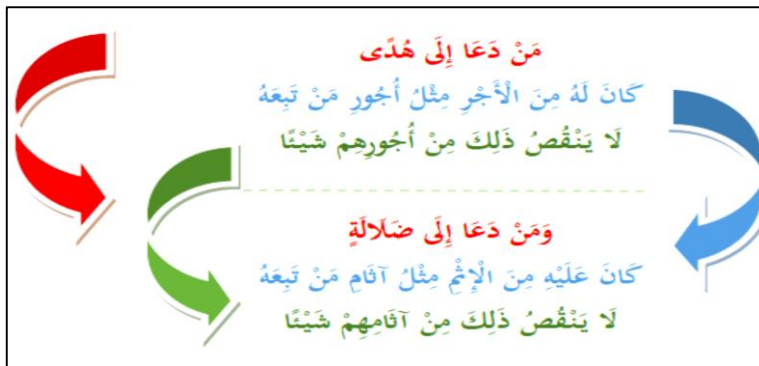 مَنْ دَعَا إِلَى هُدًى
كَانَ لَهُ مِنَ الْأَجْرِ مِثْلُ أُجُورِ مَنْ تَبِعَهُ
لَا يَنْقُصُ ذَلِكَ مِنْ أُجُورِهِمْ شَيْئًا
وَمَنْ دَعَا إِلَى ضَلَالَةٍ
كَانَ عَلَيْهِ مِنَ الْإِثْمِ مِثْلُ آثَامِ مَنْ تَبِعَهُ
لَا يَنْقُصُ ذَلِكَ مِنْ آثَامِهِمْ شَيْئًا